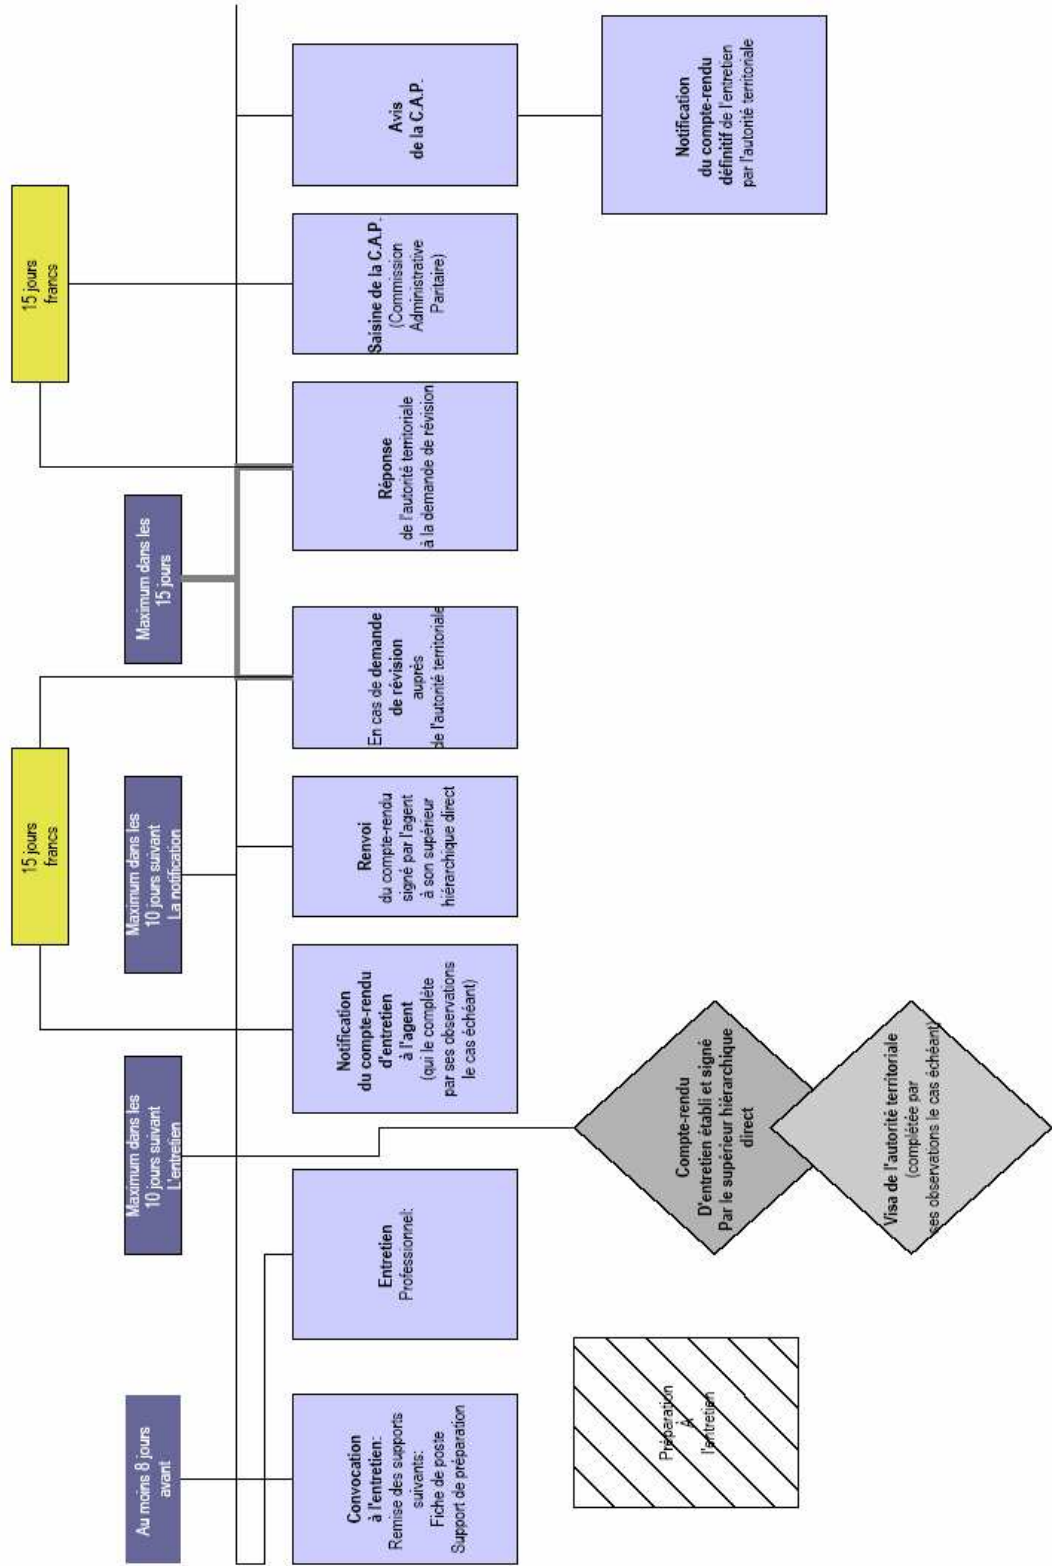 15 jours
francs
15 jours
francs
Au moins 8 jours
avant
Maximum dans les
10 jours suivant
L'entretien
Maximum dans les
10 jours suivant
La notification
Maximum dans les
15 jours
Convocation
à l'entretien:
Remise des supports
suivants:
Fiche de poste
Support de préparation
Entretien
Professionnel:
Notification
du compte-rendu
d'entretien
à l'agent
(qui le complète
par ses observations
le cas échéant)
Renvoi
du compte-rendu
signé par l'agent
à son supérieur
hiérarchique direct
En cas de demande
de révision
auprès
de l'autorité territoriale
Réponse
de l'autorité territoriale
à la demande de révision
Saisine de la C.A.P.
(Commission
Administrative
Paritaire)
Avis
de la C.A.P.
Préparation
À
l'entretien
Compte-rendu
D'entretien établi et signé
Par le supérieur hiérarchique
direct
Visa de l'autorité territoriale
(complétée par
ses observations le cas échéant)
Notification
du compte-rendu
définitif de l'entretien
par l'autorité territoriale